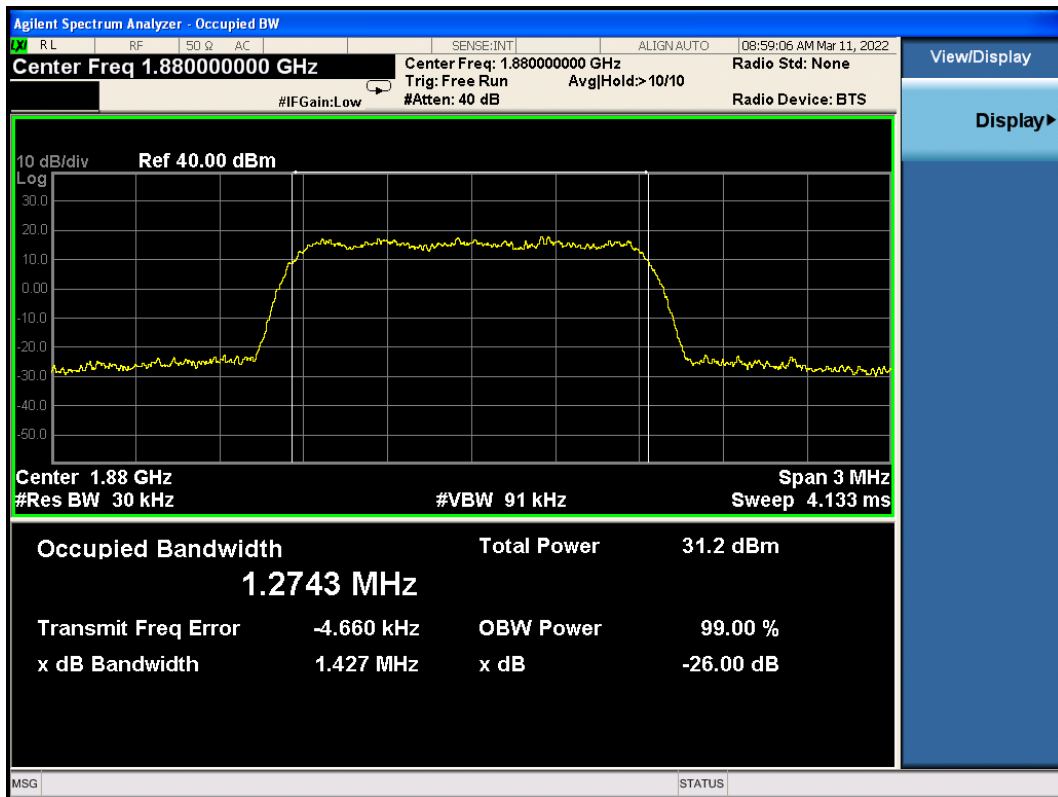 Agilent Spectrum Analyzer - Occupied BW
LXI RL RF 50 Ω AC SENSE:INT ALIGNAUTO 08:59:06 AM Mar 11, 2022
Center Freq 1.880000000 GHz
Center Freq: 1.880000000 GHz Radio Std: None
Trig: Free Run Avg|Hold:>10/10
#IFGain:Low #Atten: 40 dB Radio Device: BTS
View/Display
Display
10 dB/div Ref 40.00 dBm
Log
30.0
20.0
10.0
0.00
-10.0
-20.0
-30.0
-40.0
-50.0
Center 1.88 GHz Span 3 MHz
#Res BW 30 kHz #VBW 91 kHz Sweep 4.133 ms
Occupied Bandwidth Total Power 31.2 dBm
1.2743 MHz
Transmit Freq Error -4.660 kHz OBW Power 99.00 %
x dB Bandwidth 1.427 MHz x dB -26.00 dB
MSG STATUS